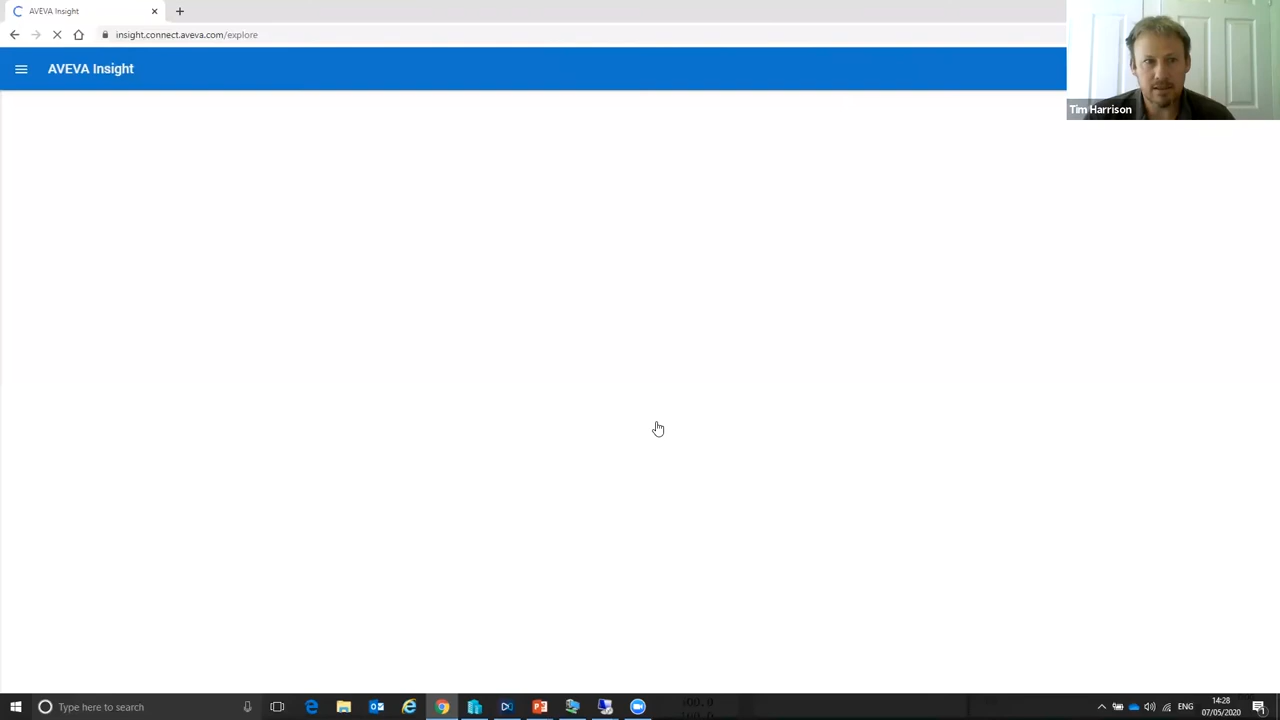 AVEVA Insight
insight.connect.aveva.com/explore
AVEVA Insight
Tim Harrison
Type here to search
ENG
14:28
07/05/2020